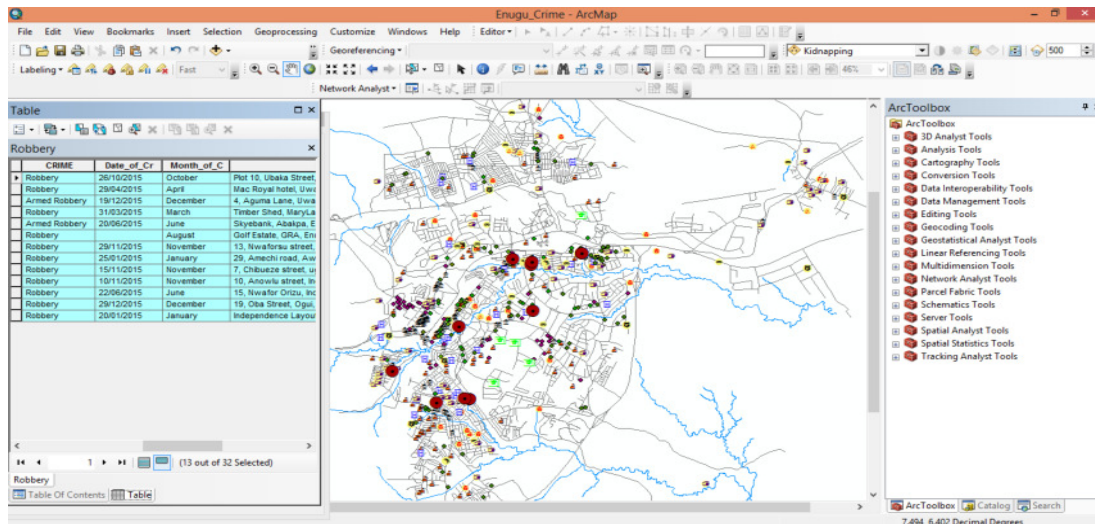 Enugu_Crime - ArcMap
File Edit View Bookmarks Insert Selection Geoprocessing Customize Windows Help Editor
Georeferencing Kidnapping 500
Labeling Fast 46%
Network Analyst
Table
Robbery
CRIME Date_of_Cr Month_of_C
Robbery 26/10/2015 October Plot 10, Ubaka Street,
Robbery 29/04/2015 April Mac Royal hotel, Uwa
Armed Robbery 19/12/2015 December 4, Aguma Lane, Uwa
Robbery 31/03/2015 March Timber Shed, MaryLa
Armed Robbery 20/06/2015 June Skyebank, Abakpa, E
Robbery August Golf Estate, GRA, En
Robbery 29/11/2015 November 13, Nwaforsu street,
Robbery 25/01/2015 January 29, Amechi road, Aw
Robbery 15/11/2015 November 7, Chibueze street, u
Robbery 10/11/2015 November 10, Anowlu street, In
Robbery 22/06/2015 June 15, Nwafor Orizu, Ind
Robbery 29/12/2015 December 19, Oba Street, Ogui,
Robbery 20/01/2015 January Independence Layou
1 (13 out of 32 Selected)
Robbery
Table Of Contents Table
ArcToolbox
ArcToolbox
3D Analyst Tools
Analysis Tools
Cartography Tools
Conversion Tools
Data Interoperability Tools
Data Management Tools
Editing Tools
Geocoding Tools
Geostatistical Analyst Tools
Linear Referencing Tools
Multidimension Tools
Network Analyst Tools
Parcel Fabric Tools
Schematics Tools
Server Tools
Spatial Analyst Tools
Spatial Statistics Tools
Tracking Analyst Tools
ArcToolbox Catalog Search
7.494 6.402 Decimal Degrees